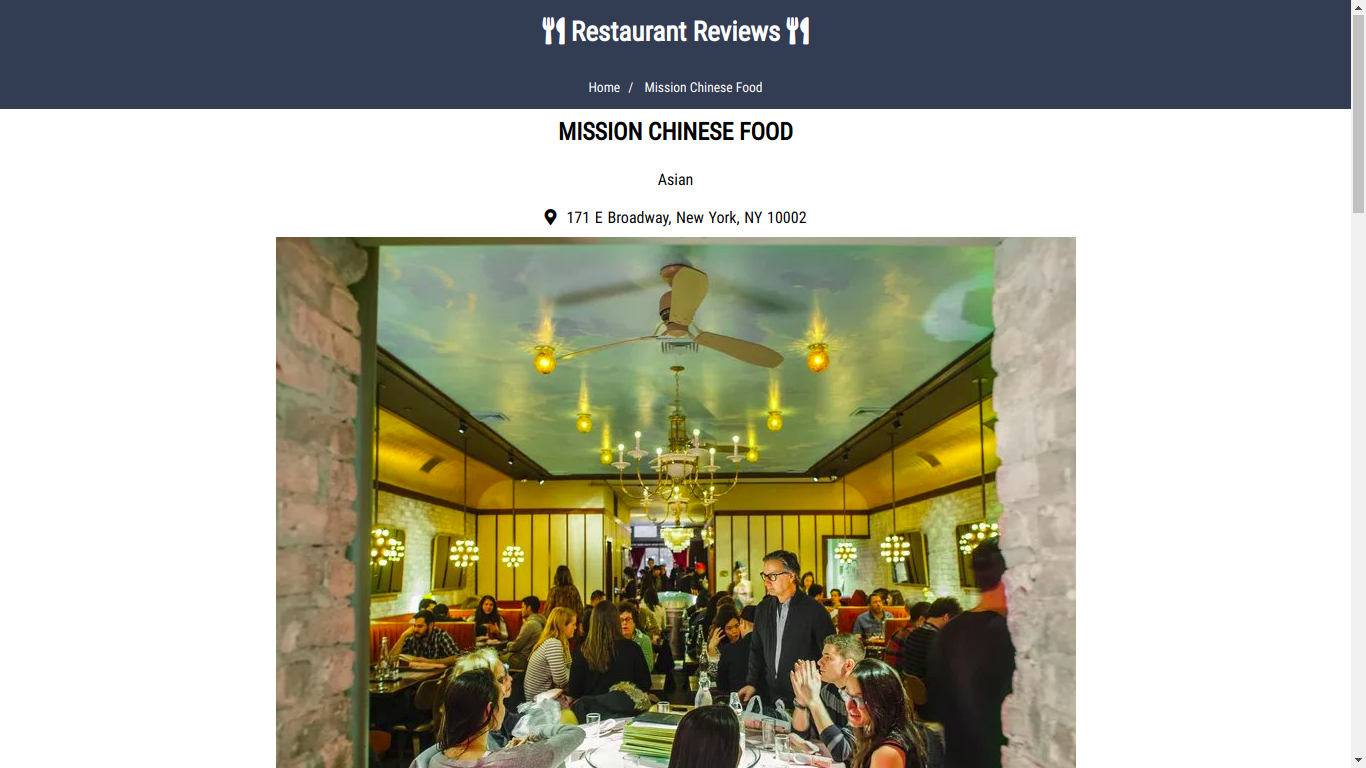 Restaurant Reviews
Home / Mission Chinese Food
MISSION CHINESE FOOD
Asian
171 E Broadway, New York, NY 10002